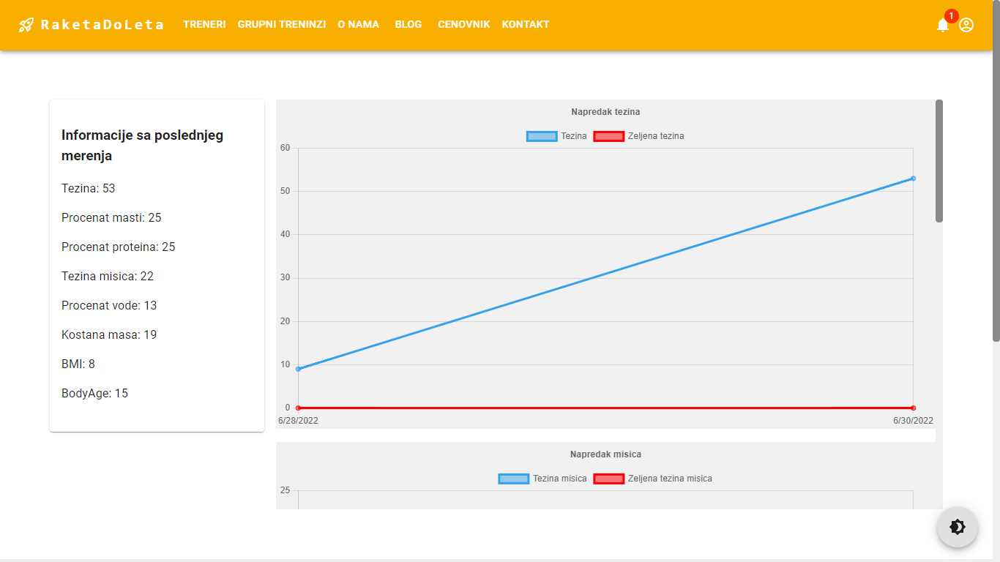 RaketaDoLeta TRENERI GRUPNI TRENINZI O NAMA BLOG CENOVNIK KONTAKT 1
Informacije sa poslednjeg
merenja
Tezina: 53
Procenat masti: 25
Procenat proteina: 25
Tezina misica: 22
Procenat vode: 13
Kostana masa: 19
BMI: 8
BodyAge: 15
Napredak tezina
Tezina Zeljena tezina
60
50
40
30
20
10
0
6/28/2022 6/30/2022
Napredak misica
Tezina misica Zeljena tezina misica
25